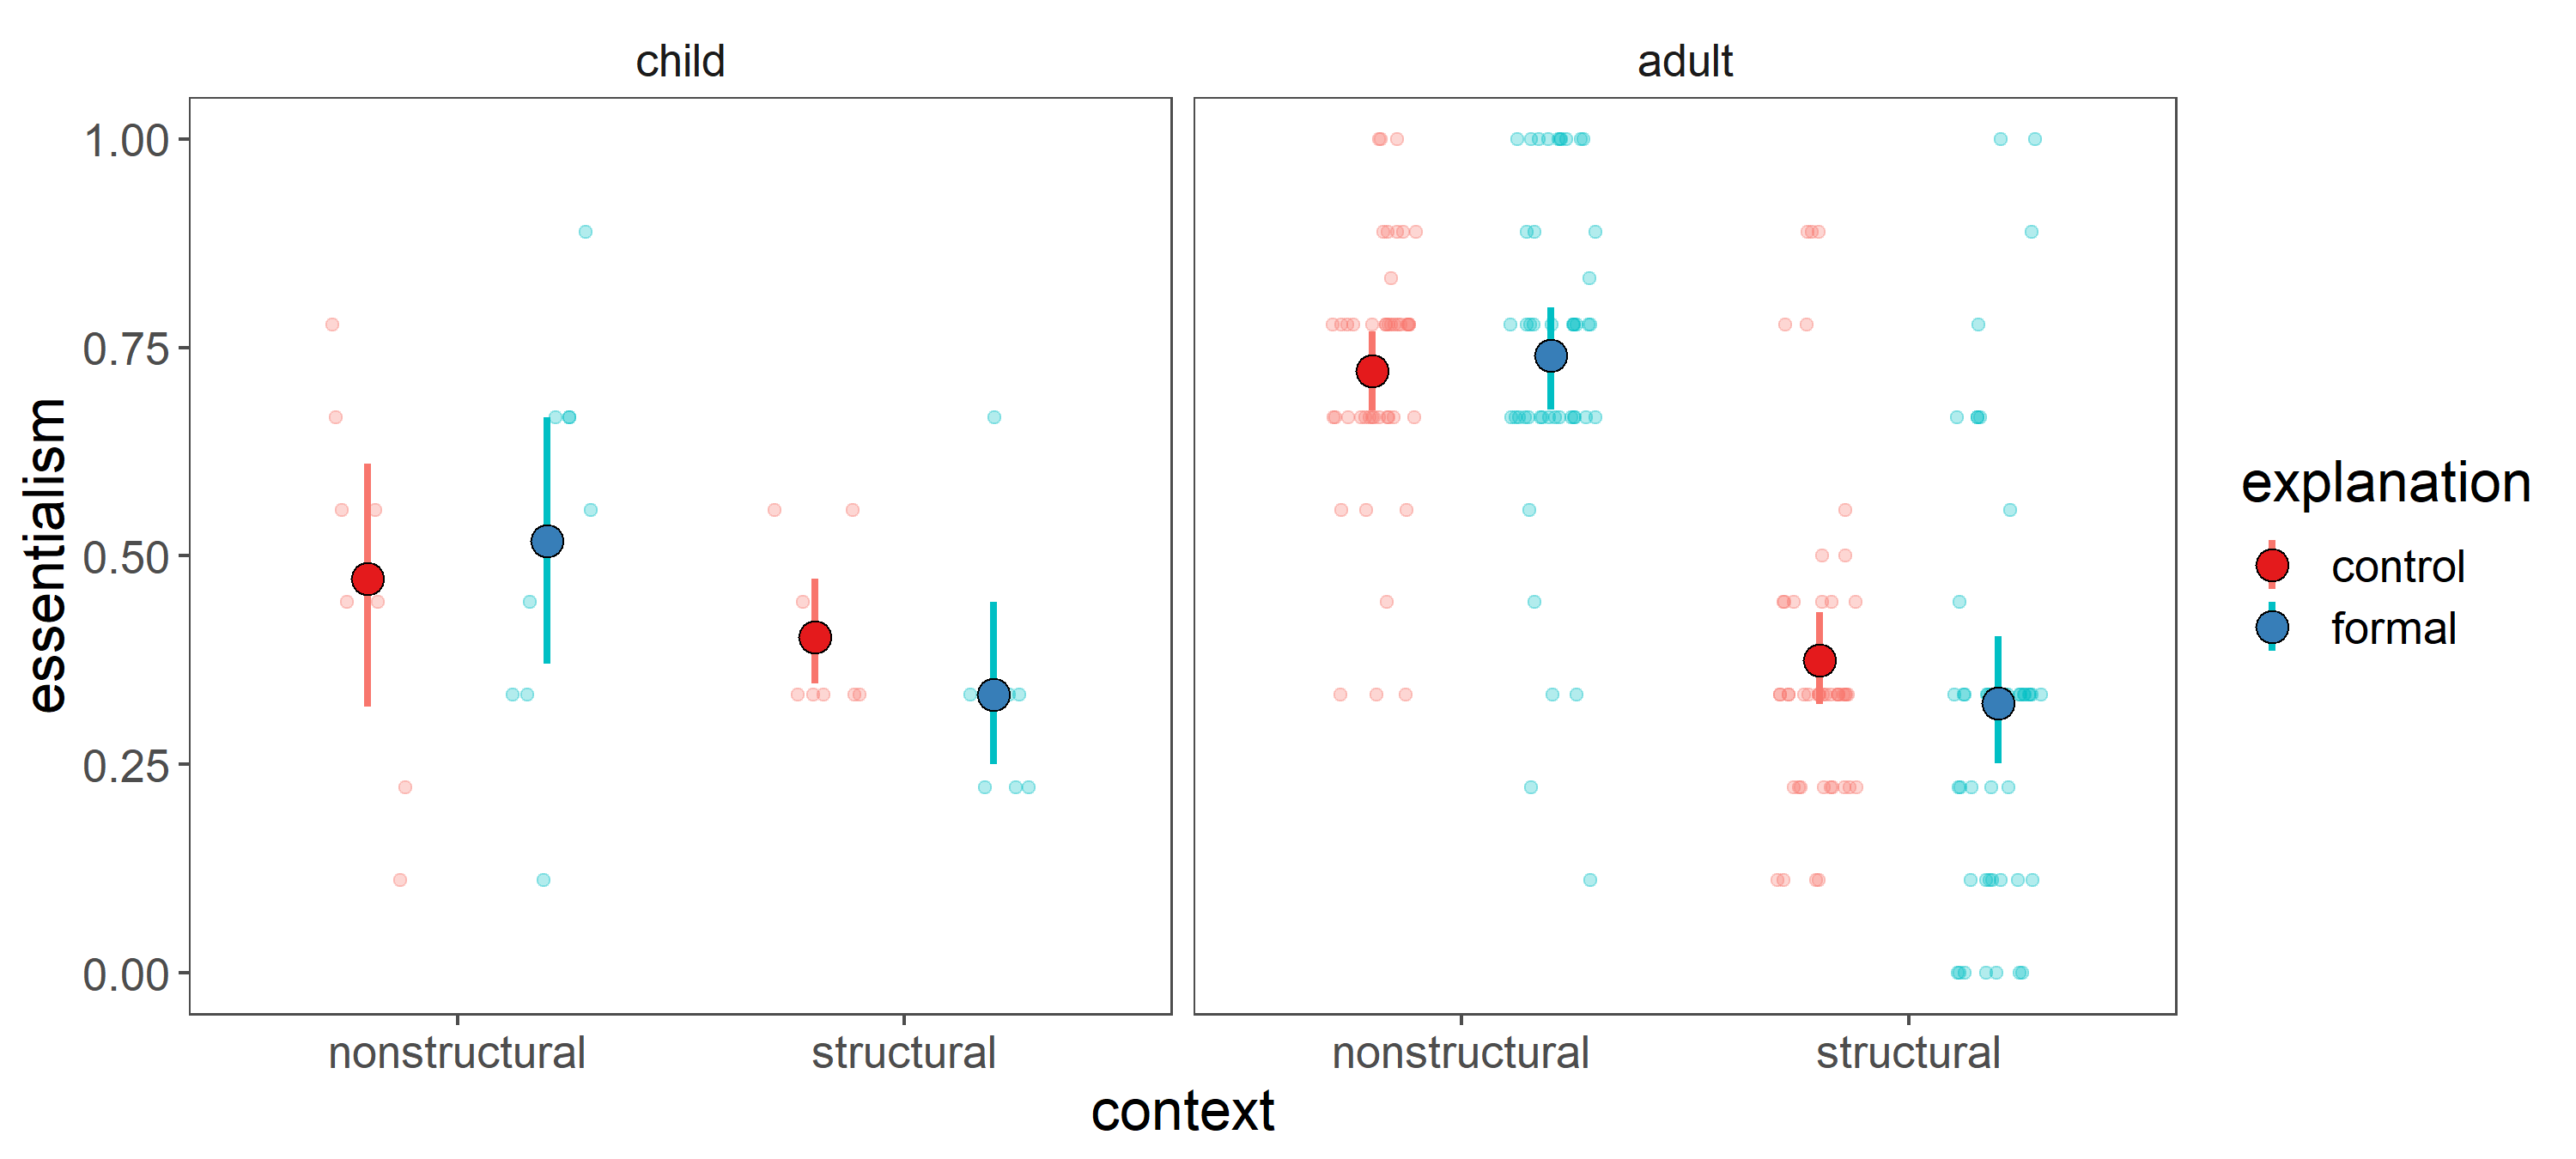 child
adult
1.00
0.75
0.50
0.25
0.00
essentialism
nonstructural
structural
nonstructural
structural
context
explanation
control
formal